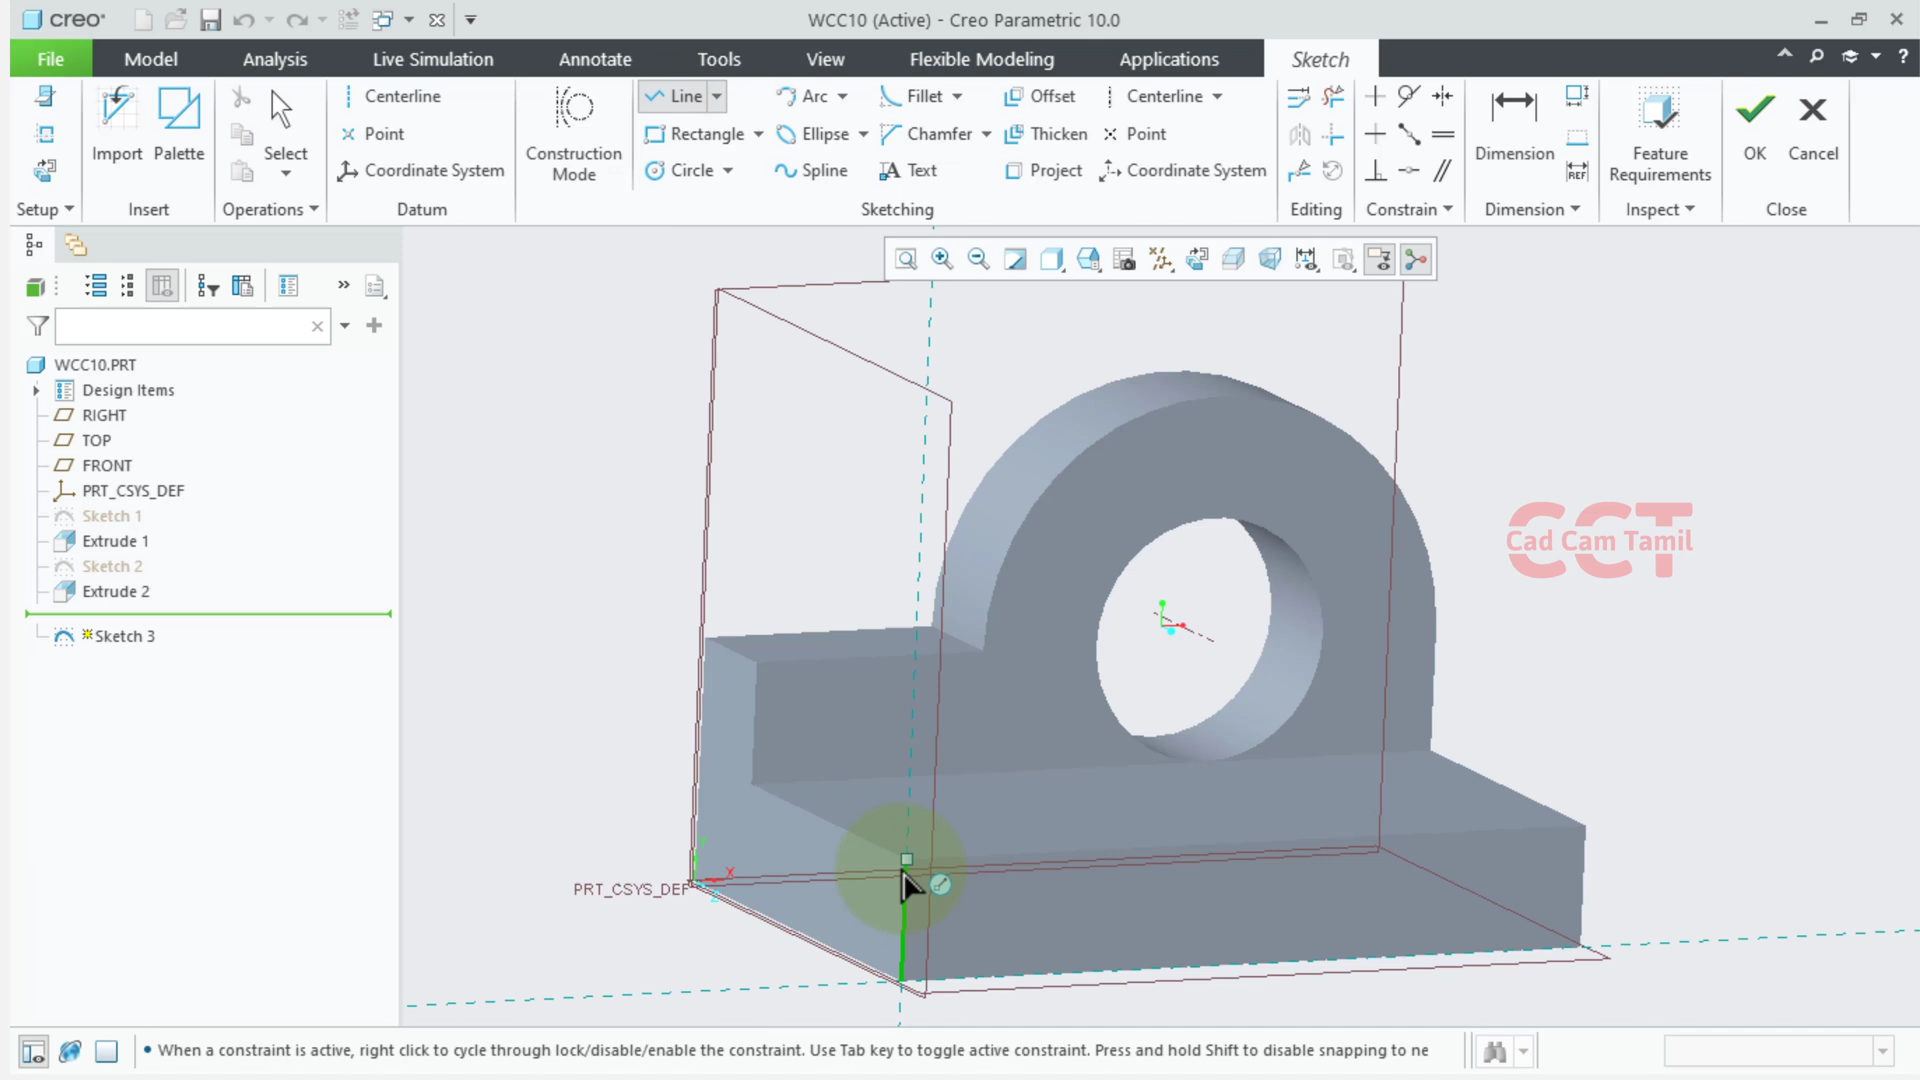 creo
WCC10 (Active) - Creo Parametric 10.0
File Model Analysis Live Simulation Annotate Tools View Flexible Modeling Applications Sketch
Import Palette Select
Centerline
Point
Coordinate System
Construction Mode
Line Arc Fillet Offset Centerline
Rectangle Ellipse Chamfer Thicken Point
Circle Spline Text Project Coordinate System
Dimension
REF
Feature Requirements
OK Cancel
Setup Insert Operations Datum Sketching Editing Constrain Dimension Inspect Close
WCC10.PRT
Design Items
RIGHT
TOP
FRONT
PRT_CSYS_DEF
Sketch 1
Extrude 1
Sketch 2
Extrude 2
Sketch 3
CCT
Cad Cam Tamil
Y
X
Z
PRT_CSYS_DEF
• When a constraint is active, right click to cycle through lock/disable/enable the constraint. Use Tab key to toggle active constraint. Press and hold Shift to disable snapping to ne